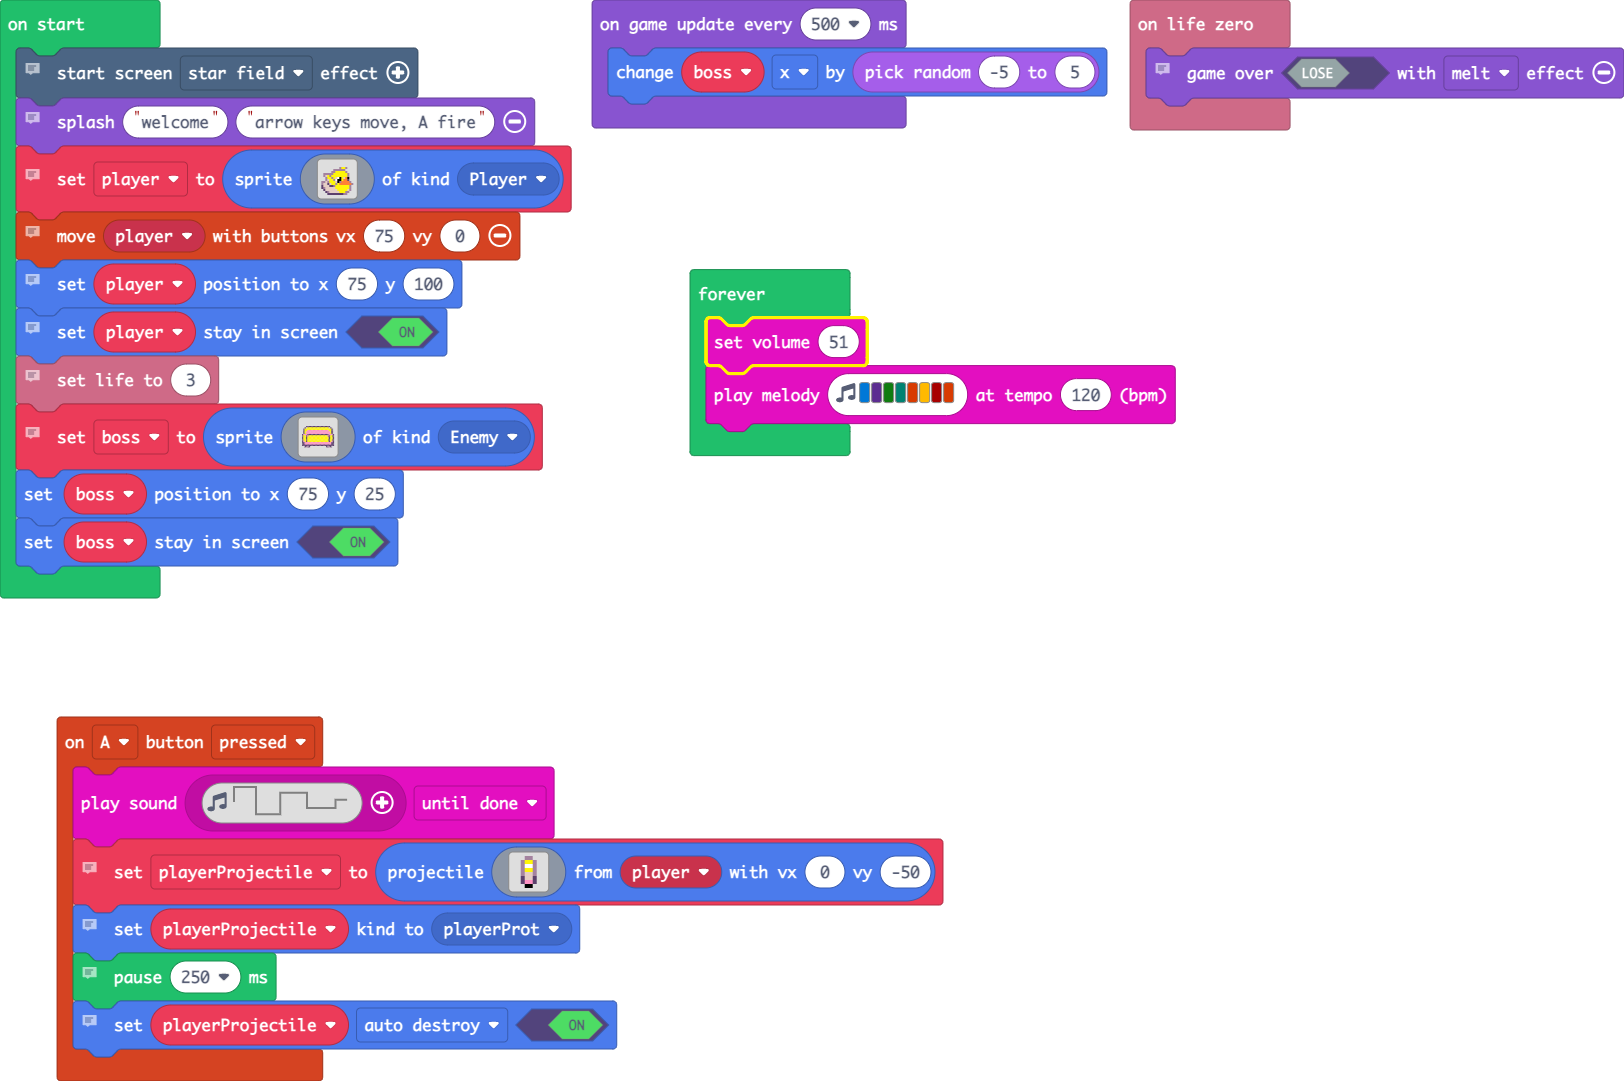 on start
start screen star field effect
splash "welcome" "arrow keys move, A fire"
set player to sprite of kind Player
move player with buttons vx 75 vy 0
set player position to x 75 y 100
set player stay in screen ON
set life to 3
set boss to sprite of kind Enemy
set boss position to x 75 y 25
set boss stay in screen ON
on game update every 500 ms
change boss x by pick random -5 to 5
on life zero
game over LOSE with melt effect
forever
set volume 51
play melody at tempo 120 (bpm)
on A button pressed
play sound until done
set playerProjectile to projectile from player with vx 0 vy -50
set playerProjectile kind to playerProt
pause 250 ms
set playerProjectile auto destroy ON